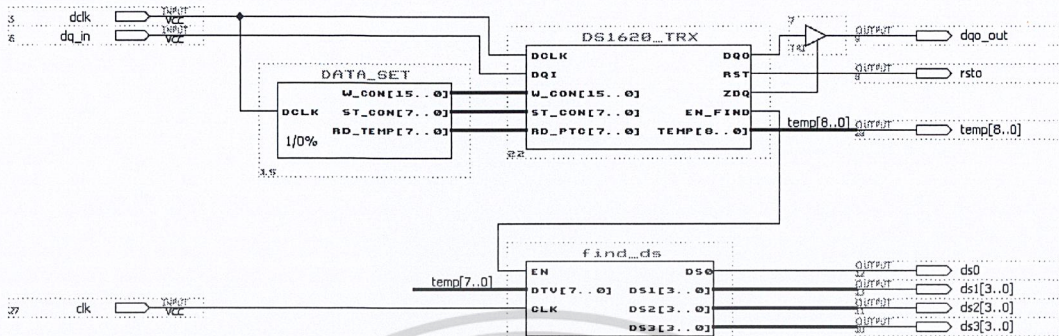 dclk INPUT VCC
dq_in INPUT VCC
DS1620_TRX
7
TRI
DATA_SET
DCLK
W_CON[15..0]
ST_CON[7..0]
RD_TEMP[7..0]
1/0%
15
DCLK DQO
DQI RST
W_CON[15..0] ZDQ
ST_CON[7..0] EN_FIND
RD_PTC[7..0] TEMP[8..0]
22
OUTPUT dqo_out
OUTPUT rsto
temp[8..0] OUTPUT temp[8..0]
find_ds
temp[7..0]
EN DS0
DTV[7..0] DS1[3..0]
CLK DS2[3..0]
DS3[3..0]
27 clk INPUT VCC
OUTPUT ds0
OUTPUT ds1[3..0]
OUTPUT ds2[3..0]
OUTPUT ds3[3..0]